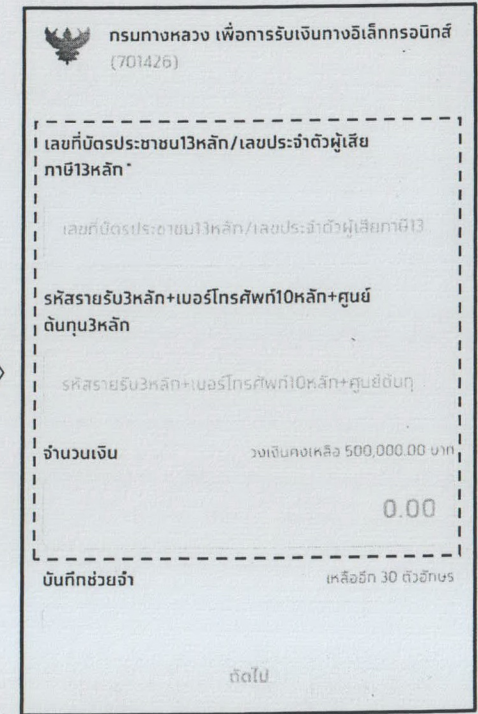 กรมทางหลวง เพื่อการรับเงินทางอิเล็กทรอนิกส์
(701426)
เลขที่บัตรประชาชน13หลัก/เลขประจำตัวผู้เสีย
ภาษี13หลัก*
เลขที่บัตรประชาชน13หลัก/เลขประจำตัวผู้เสียภาษี13
รหัสรายรับ3หลัก+เบอร์โทรศัพท์10หลัก+ศูนย์
ต้นทุน3หลัก
รหัสรายรับ3หลัก+เบอร์โทรศัพท์10หลัก+ศูนย์ต้นทุ
จำนวนเงิน วงเงินคงเหลือ 500,000.00 บาท
0.00
บันทึกช่วยจำ เหลืออีก 30 ตัวอักษร
ถัดไป